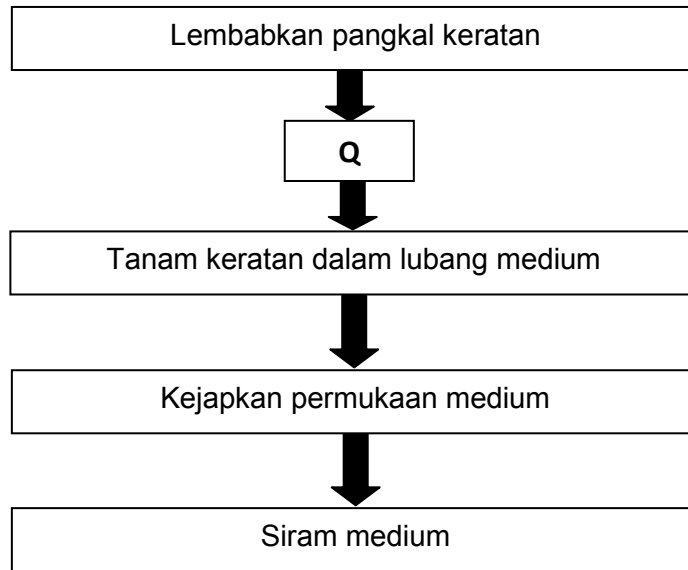 Lembabkan pangkal keratan
Q
Tanam keratan dalam lubang medium
Kejapkan permukaan medium
Siram medium